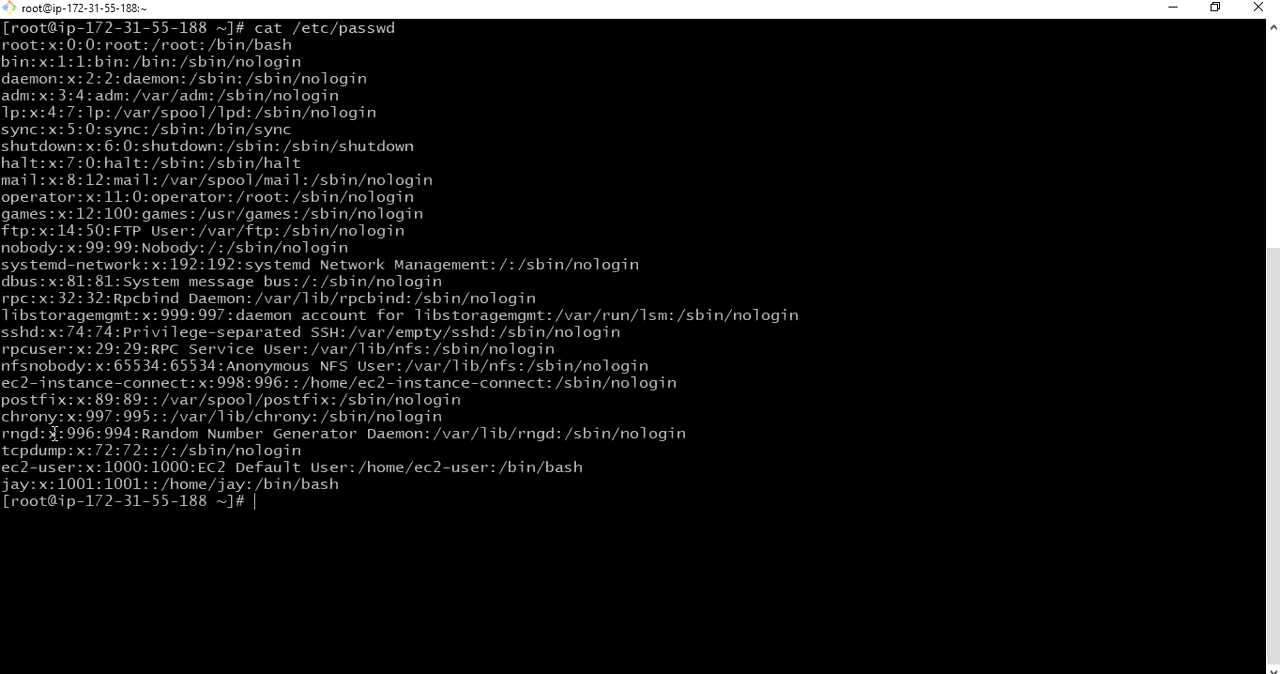 root@ip-172-31-55-188:~
[root@ip-172-31-55-188 ~]# cat /etc/passwd
root:x:0:0:root:/root:/bin/bash
bin:x:1:1:bin:/bin:/sbin/nologin
daemon:x:2:2:daemon:/sbin:/sbin/nologin
adm:x:3:4:adm:/var/adm:/sbin/nologin
lp:x:4:7:lp:/var/spool/lpd:/sbin/nologin
sync:x:5:0:sync:/sbin:/bin/sync
shutdown:x:6:0:shutdown:/sbin:/sbin/shutdown
halt:x:7:0:halt:/sbin:/sbin/halt
mail:x:8:12:mail:/var/spool/mail:/sbin/nologin
operator:x:11:0:operator:/root:/sbin/nologin
games:x:12:100:games:/usr/games:/sbin/nologin
ftp:x:14:50:FTP User:/var/ftp:/sbin/nologin
nobody:x:99:99:Nobody:/:/sbin/nologin
systemd-network:x:192:192:systemd Network Management:/:/sbin/nologin
dbus:x:81:81:System message bus:/:/sbin/nologin
rpc:x:32:32:Rpcbind Daemon:/var/lib/rpcbind:/sbin/nologin
libstoragemgmt:x:999:997:daemon account for libstoragemgmt:/var/run/lsm:/sbin/nologin
sshd:x:74:74:Privilege-separated SSH:/var/empty/sshd:/sbin/nologin
rpcuser:x:29:29:RPC Service User:/var/lib/nfs:/sbin/nologin
nfsnobody:x:65534:65534:Anonymous NFS User:/var/lib/nfs:/sbin/nologin
ec2-instance-connect:x:998:996::/home/ec2-instance-connect:/sbin/nologin
postfix:x:89:89::/var/spool/postfix:/sbin/nologin
chrony:x:997:995::/var/lib/chrony:/sbin/nologin
rngd:x:996:994:Random Number Generator Daemon:/var/lib/rngd:/sbin/nologin
tcpdump:x:72:72::/:/sbin/nologin
ec2-user:x:1000:1000:EC2 Default User:/home/ec2-user:/bin/bash
jay:x:1001:1001::/home/jay:/bin/bash
[root@ip-172-31-55-188 ~]#